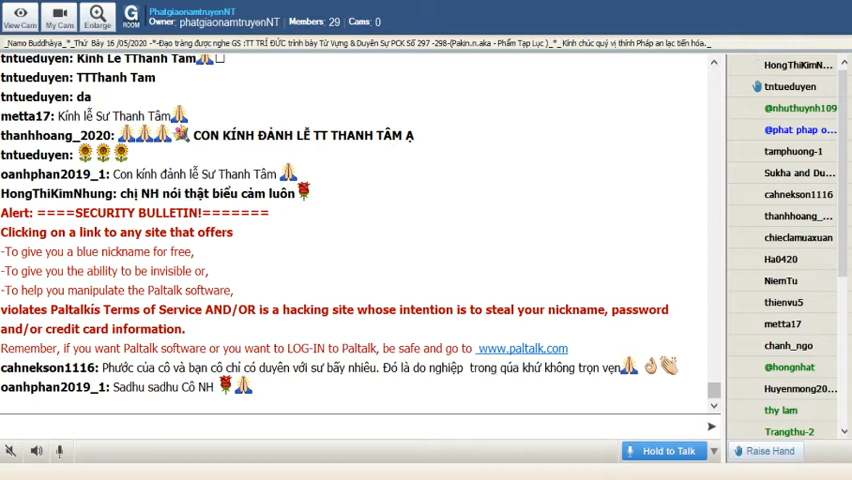 View Cam
My Cam
Enlarge
G
ROOM
PhatgiaonamtruyenNT
Owner: phatgiaonamtruyenNT Members: 29 Cams: 0
_Namo Buddhàya_*_Thứ Bảy 16 /05/2020 -*-Đạo tràng được nghe GS :TT TRÍ ĐỨC trình bày Từ Vựng & Duyên Sự PCK Số 297 -298-(Pakin.n.aka - Phẩm Tạp Lục )_*_Kính chúc quý vị thính Pháp an lạc tiến hóa._
tntueduyen: Kinh Le TThanh Tam🙏□
tntueduyen: TTThanh Tam
tntueduyen: da
metta17: Kính lễ Sư Thanh Tâm🙏
thanhhoang_2020: 🙏🙏🙏💐 CON KÍNH ĐẢNH LỄ TT THANH TÂM Ạ
tntueduyen: 🌻🌻🌻
oanhphan2019_1: Con kính đảnh lễ Sư Thanh Tâm 🙏
HongThiKimNhung: chị NH nói thật biểu cảm luôn🌹
Alert: ====SECURITY BULLETIN!=======
Clicking on a link to any site that offers
-To give you a blue nickname for free,
-To give you the ability to be invisible or,
-To help you manipulate the Paltalk software,
violates Paltalkís Terms of Service AND/OR is a hacking site whose intention is to steal your nickname, password
and/or credit card information.
Remember, if you want Paltalk software or you want to LOG-IN to Paltalk, be safe and go to www.paltalk.com
cahnekson1116: Phước của cô và bạn cô chỉ có duyên với sư bấy nhiêu. Đó là do nghiệp trong qúa khứ không trọn vẹn🙏 👌👏
oanhphan2019_1: Sadhu sadhu Cô NH 🌹🙏
Hold to Talk
HongThiKimN...
tntueduyen
@nhuthuynh109
@phat phap o...
tamphuong-1
Sukha and Du...
cahnekson1116
thanhhoang_...
chieclamuaxuan
Ha0420
NiemTu
thienvu5
metta17
chanh_ngo
@hongnhat
Huyenmong20...
thy lam
Trangthu-2
Raise Hand